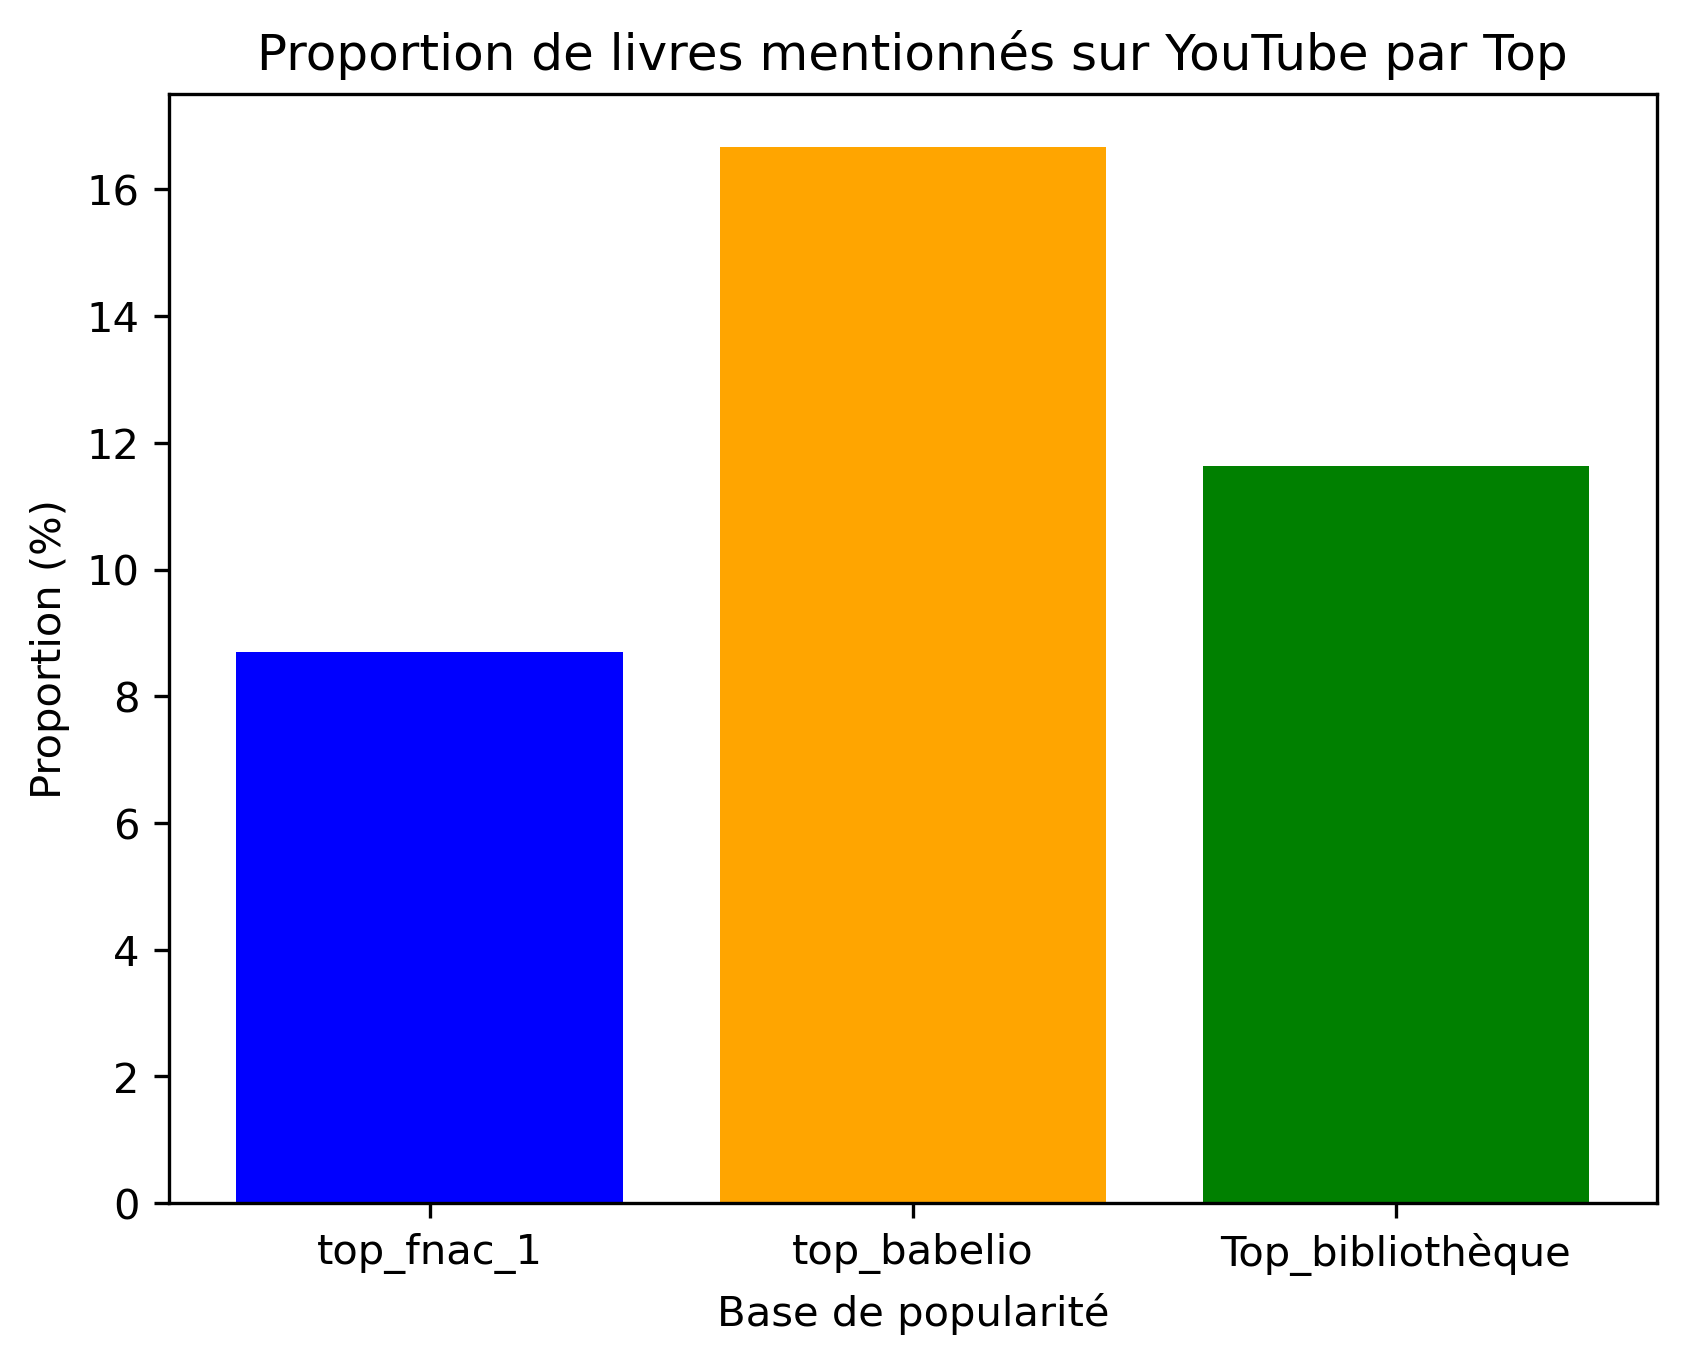 Proportion de livres mentionnés sur YouTube par Top
Proportion (%)
16
14
12
10
8
6
4
2
0
top_fnac_1
top_babelio
Top_bibliothèque
Base de popularité